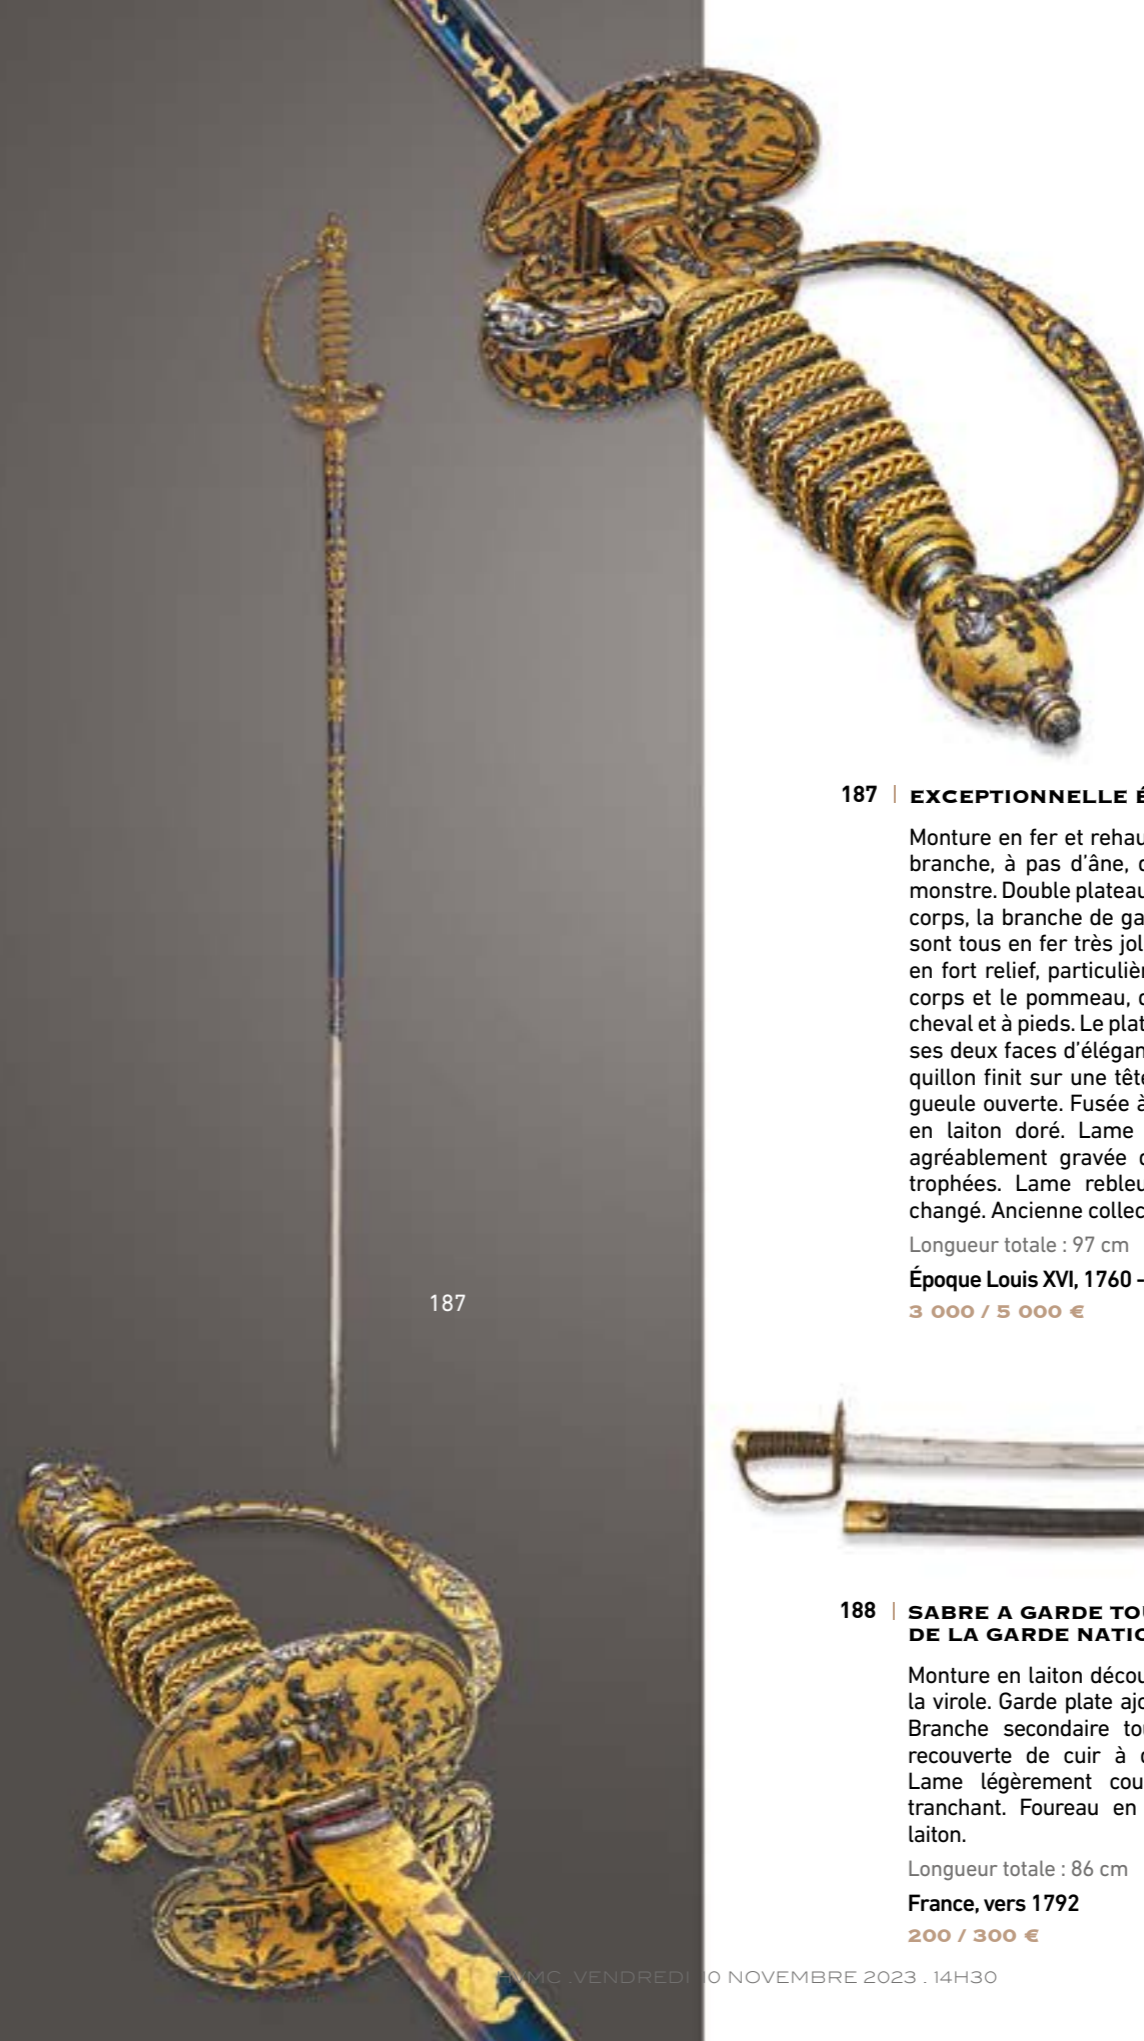 187 | EXCEPTIONNELLE É
Monture en fer et rehau
branche, à pas d'âne, d
monstre. Double plateau
corps, la branche de ga
sont tous en fer très jol
en fort relief, particulièr
corps et le pommeau, d
cheval et à pieds. Le plat
ses deux faces d'élégan
quillon finit sur une tête
gueule ouverte. Fusée à
en laiton doré. Lame
agréablement gravée d
trophées. Lame rebleu
changé. Ancienne collec
Longueur totale : 97 cm
Époque Louis XVI, 1760 –
3 000 / 5 000 €
187
188 | SABRE A GARDE TOU
DE LA GARDE NATIO
Monture en laiton décou
la virole. Garde plate ajo
Branche secondaire tou
recouverte de cuir à
Lame légèrement cou
tranchant. Foureau en
laiton.
Longueur totale : 86 cm
France, vers 1792
200 / 300 €
HVMC . VENDREDI 10 NOVEMBRE 2023 . 14H30